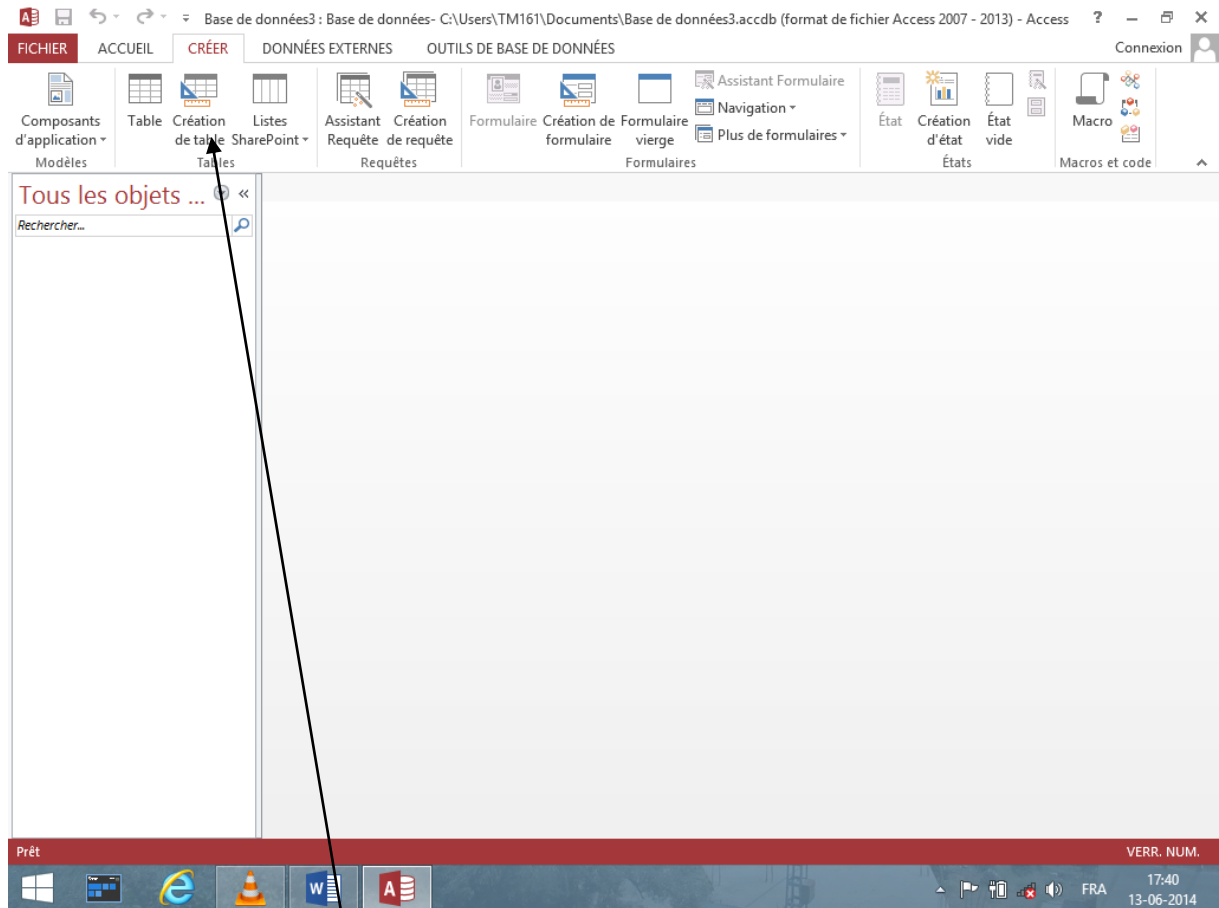 Base de données3 : Base de données- C:\Users\TM161\Documents\Base de données3.accdb (format de fichier Access 2007 - 2013) - Access ?
FICHIER ACCUEIL CRÉER DONNÉES EXTERNES OUTILS DE BASE DE DONNÉES Connexion
Composants d'application
Table
Création de table
Listes SharePoint
Assistant Requête
Création de requête
Formulaire
Création de formulaire
Formulaire vierge
Assistant Formulaire
Navigation
Plus de formulaires
État
Création d'état
État vide
Macro
Modèles Tables Requêtes Formulaires États Macros et code
Tous les objets ...
Rechercher...
Prêt VERR. NUM.
FRA
17:40
13-06-2014